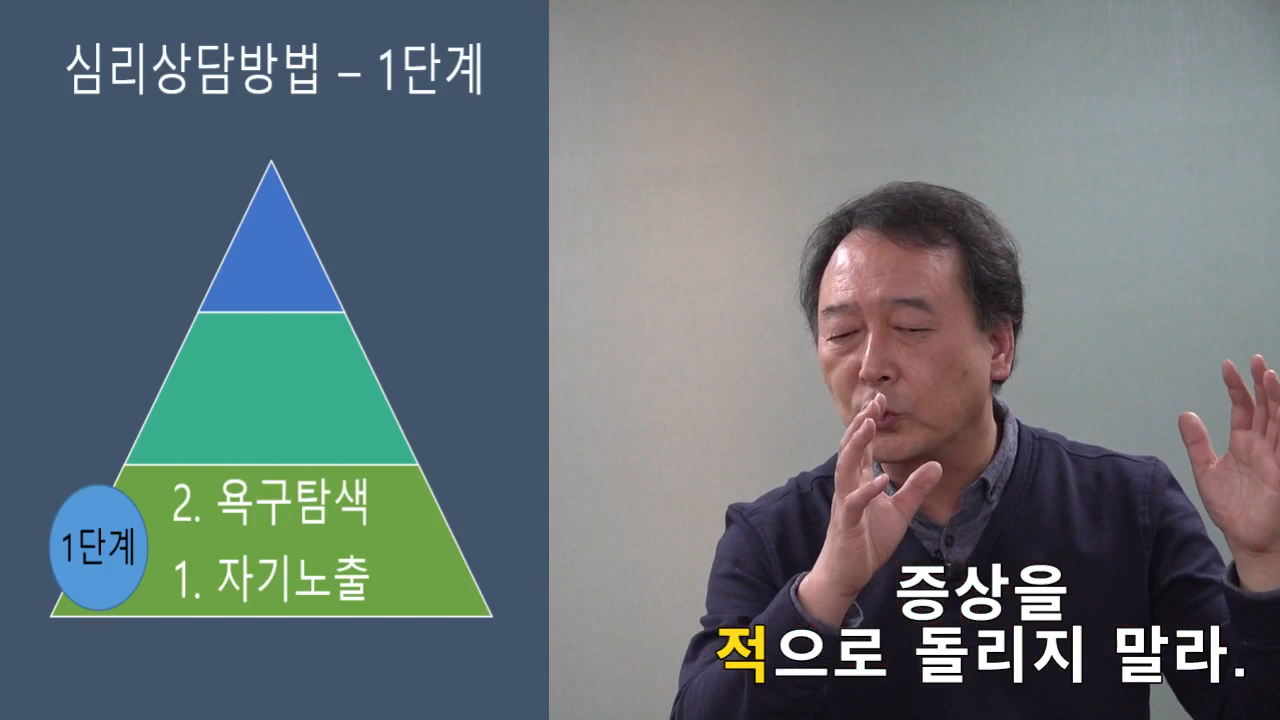 심리상담방법 – 1단계
2. 욕구탐색
1단계
1. 자기노출
증상을
적으로 돌리지 말라.